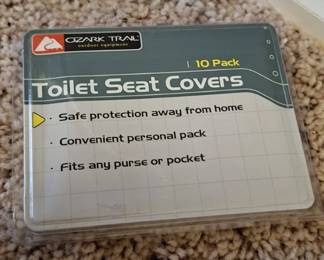 OZARK TRAIL
outdoor equipment
10 Pack
Toilet Seat Covers
· Safe protection away from home
· Convenient personal pack
· Fits any purse or pocket